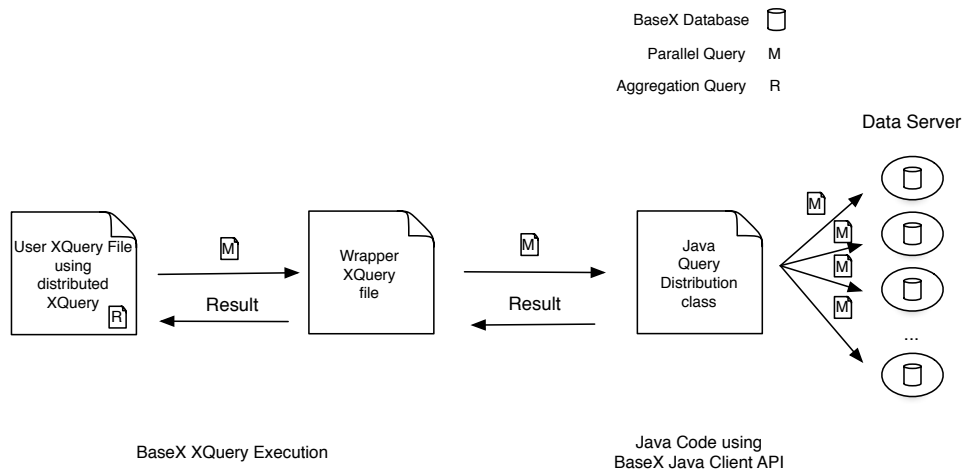 BaseX Database
Parallel Query M
Aggregation Query R
Data Server
User XQuery File
using
distributed
XQuery
R
M
Result
Wrapper
XQuery
file
M
Result
Java
Query
Distribution
class
M
M
M
M
...
BaseX XQuery Execution
Java Code using
BaseX Java Client API